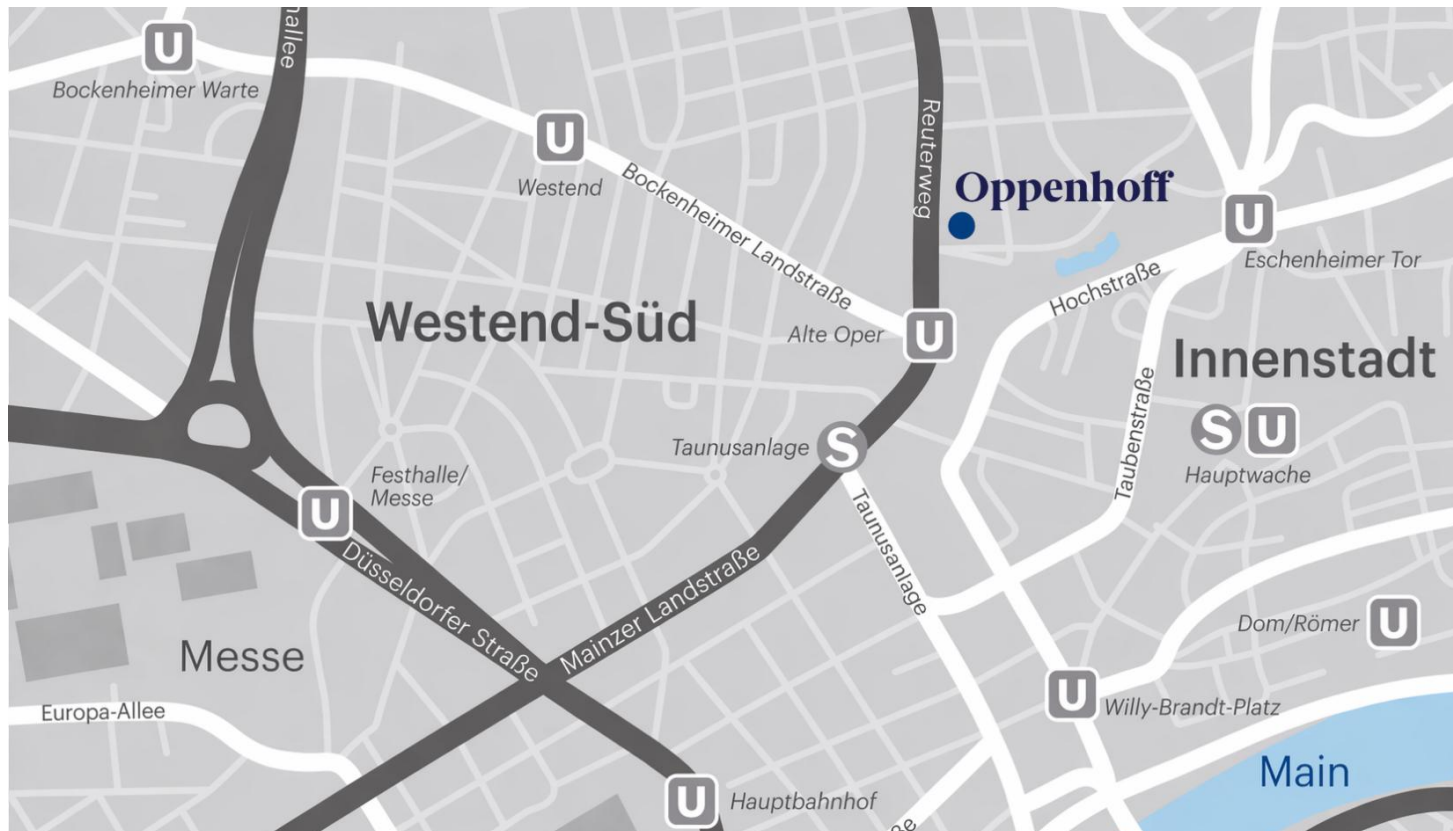 U
Bockenheimer Warte
U
Westend
Bockenheimer Landstraße
Reuterweg
Oppenhoff
U
Eschenheimer Tor
Hochstraße
Westend-Süd
Alte Oper
U
Innenstadt
Taunusanlage
S
Taubenstraße
S U
Hauptwache
Festhalle/
Messe
U
Düsseldorfer Straße
Mainzer Landstraße
Taunusanlage
Messe
Dom/Römer
U
Europa-Allee
U
Willy-Brandt-Platz
Main
U
Hauptbahnhof